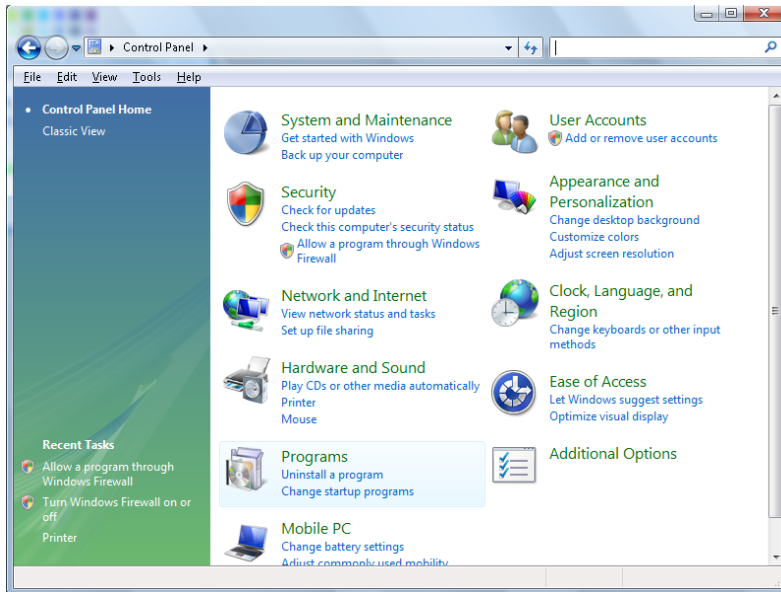 Control Panel
File Edit View Tools Help
Control Panel Home
Classic View
System and Maintenance
Get started with Windows
Back up your computer
Security
Check for updates
Check this computer's security status
Allow a program through Windows
Firewall
Network and Internet
View network status and tasks
Set up file sharing
Hardware and Sound
Play CDs or other media automatically
Printer
Mouse
Programs
Uninstall a program
Change startup programs
Mobile PC
Change battery settings
Adjust commonly used mobility
User Accounts
Add or remove user accounts
Appearance and
Personalization
Change desktop background
Customize colors
Adjust screen resolution
Clock, Language, and
Region
Change keyboards or other input
methods
Ease of Access
Let Windows suggest settings
Optimize visual display
Additional Options
Recent Tasks
Allow a program through
Windows Firewall
Turn Windows Firewall on or
off
Printer